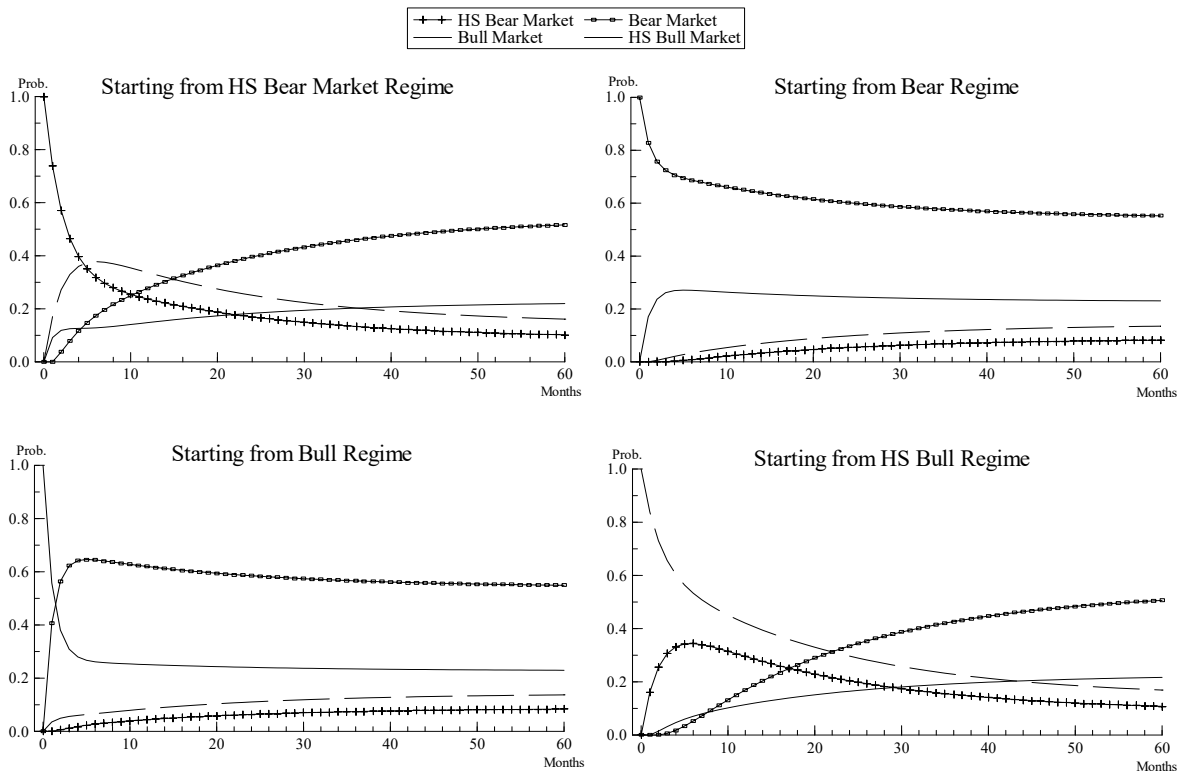 HS Bear Market Bear Market
Bull Market HS Bull Market
Starting from HS Bear Market Regime
Prob.
1.0
0.8
0.6
0.4
0.2
0.0
0 10 20 30 40 50 60
Months
Starting from Bear Regime
Prob.
1.0
0.8
0.6
0.4
0.2
0.0
0 10 20 30 40 50 60
Months
Starting from Bull Regime
Prob.
1.0
0.8
0.6
0.4
0.2
0.0
0 10 20 30 40 50 60
Months
Starting from HS Bull Regime
Prob.
1.0
0.8
0.6
0.4
0.2
0.0
0 10 20 30 40 50 60
Months